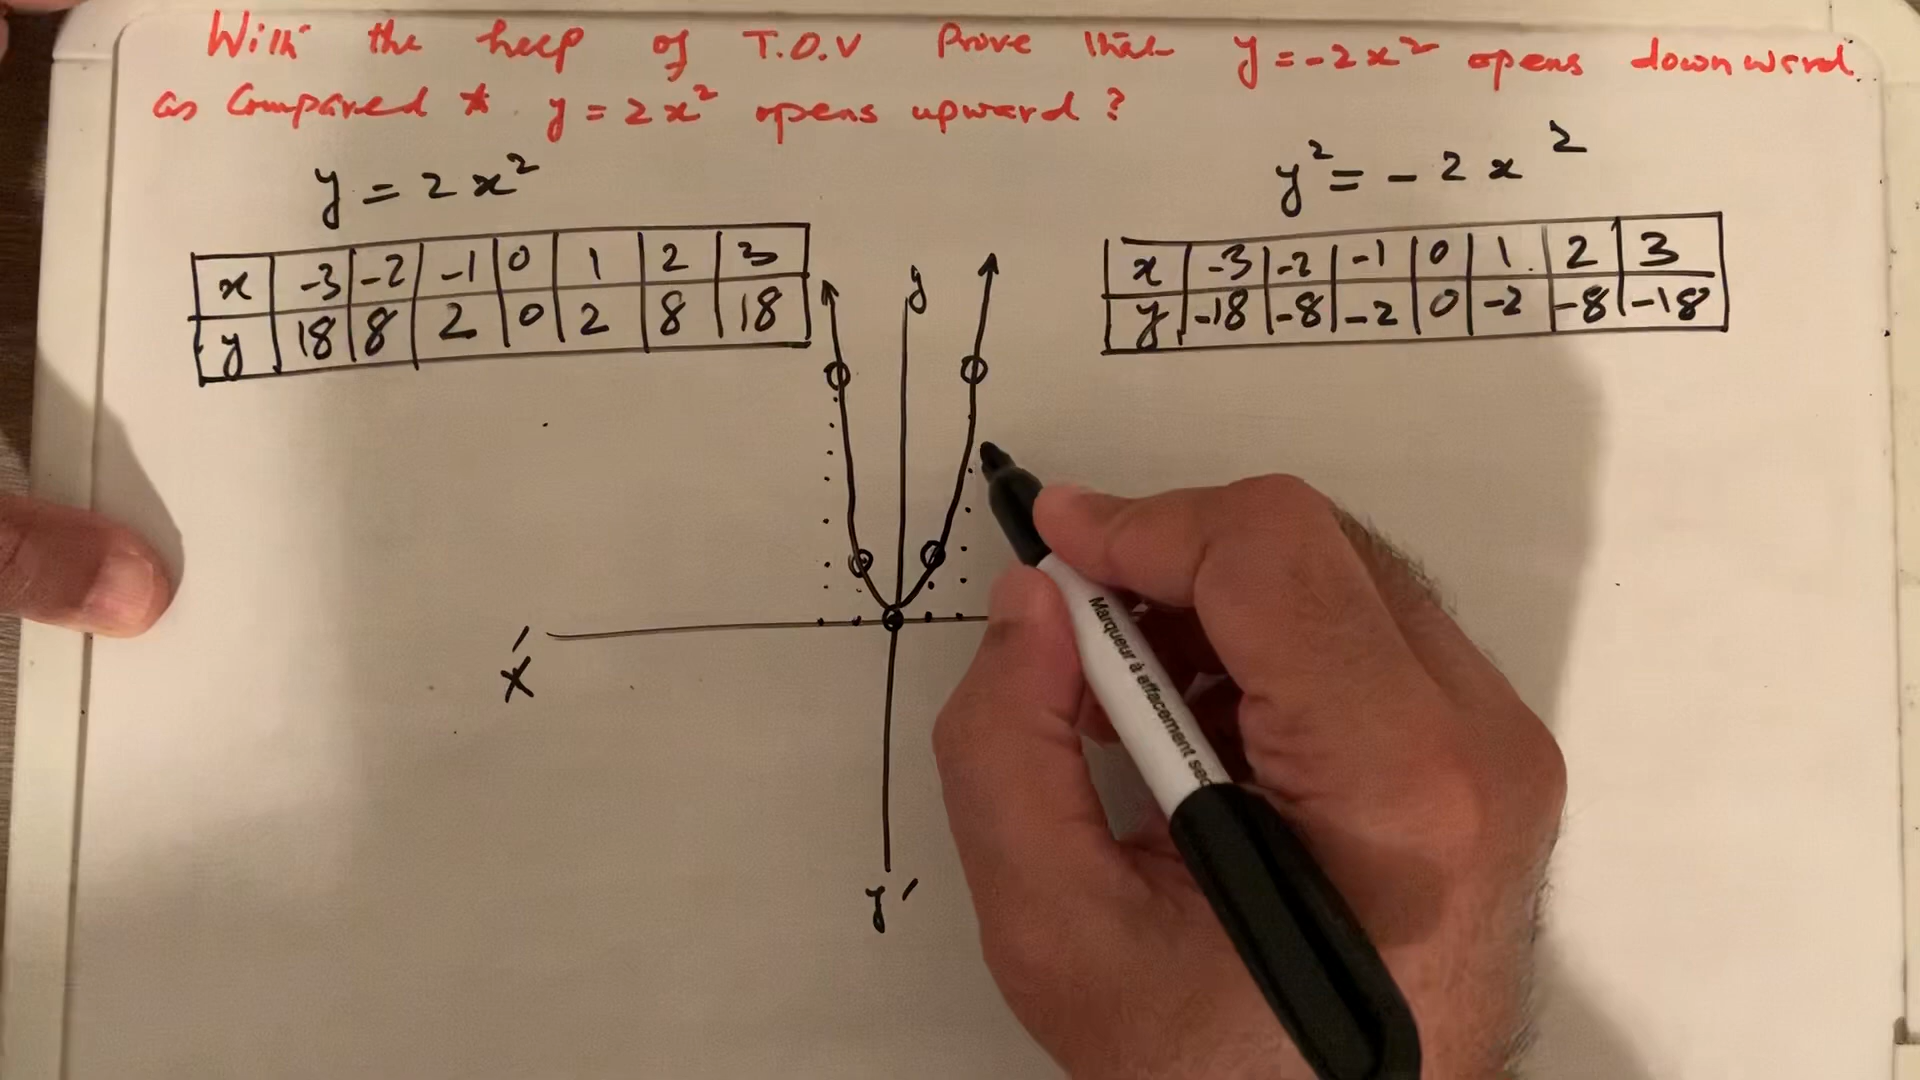 With the help of T.O.V Prove that y = -2x² opens downward
as Compared to y = 2x² opens upward?
y = 2x²
x -3 -2 -1 0 1 2 3
y 18 8 2 0 2 8 18
y² = -2x²
x -3 -2 -1 0 1 2 3
y -18 -8 -2 0 -2 -8 -18
y
x'
y'
Marqueur à effacement sec